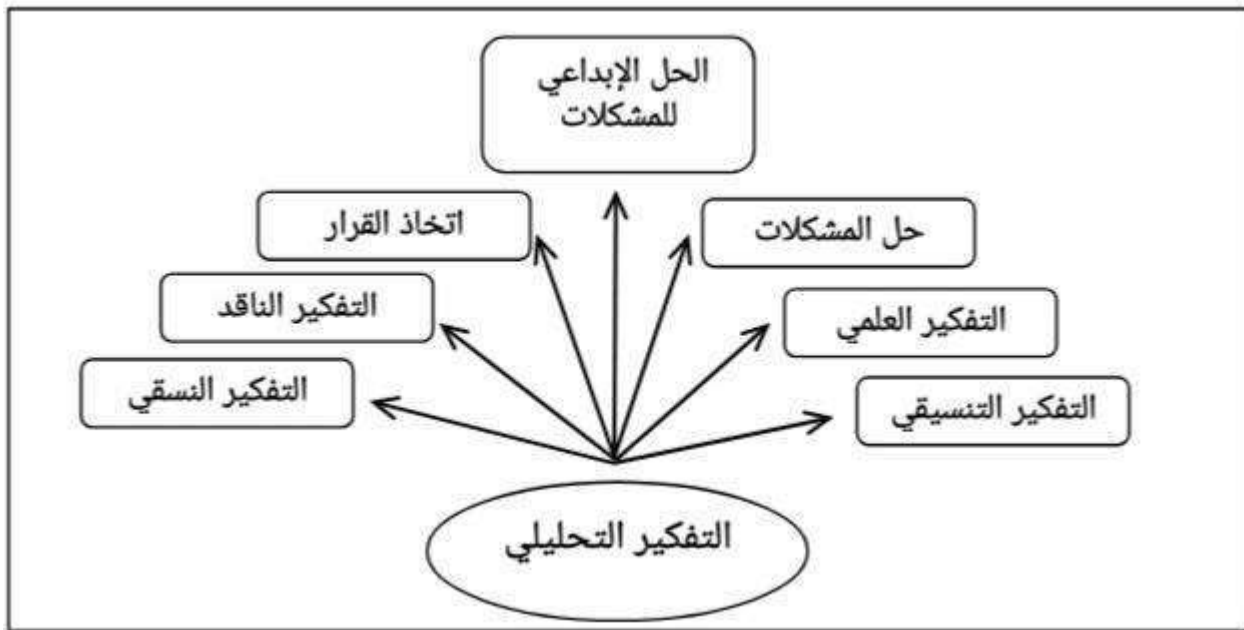 الحل الإبداعي
للمشكلات
حل المشكلات
اتخاذ القرار
التفكير العلمي
التفكير الناقد
التفكير التنسيقي
التفكير النسقي
التفكير التحليلي